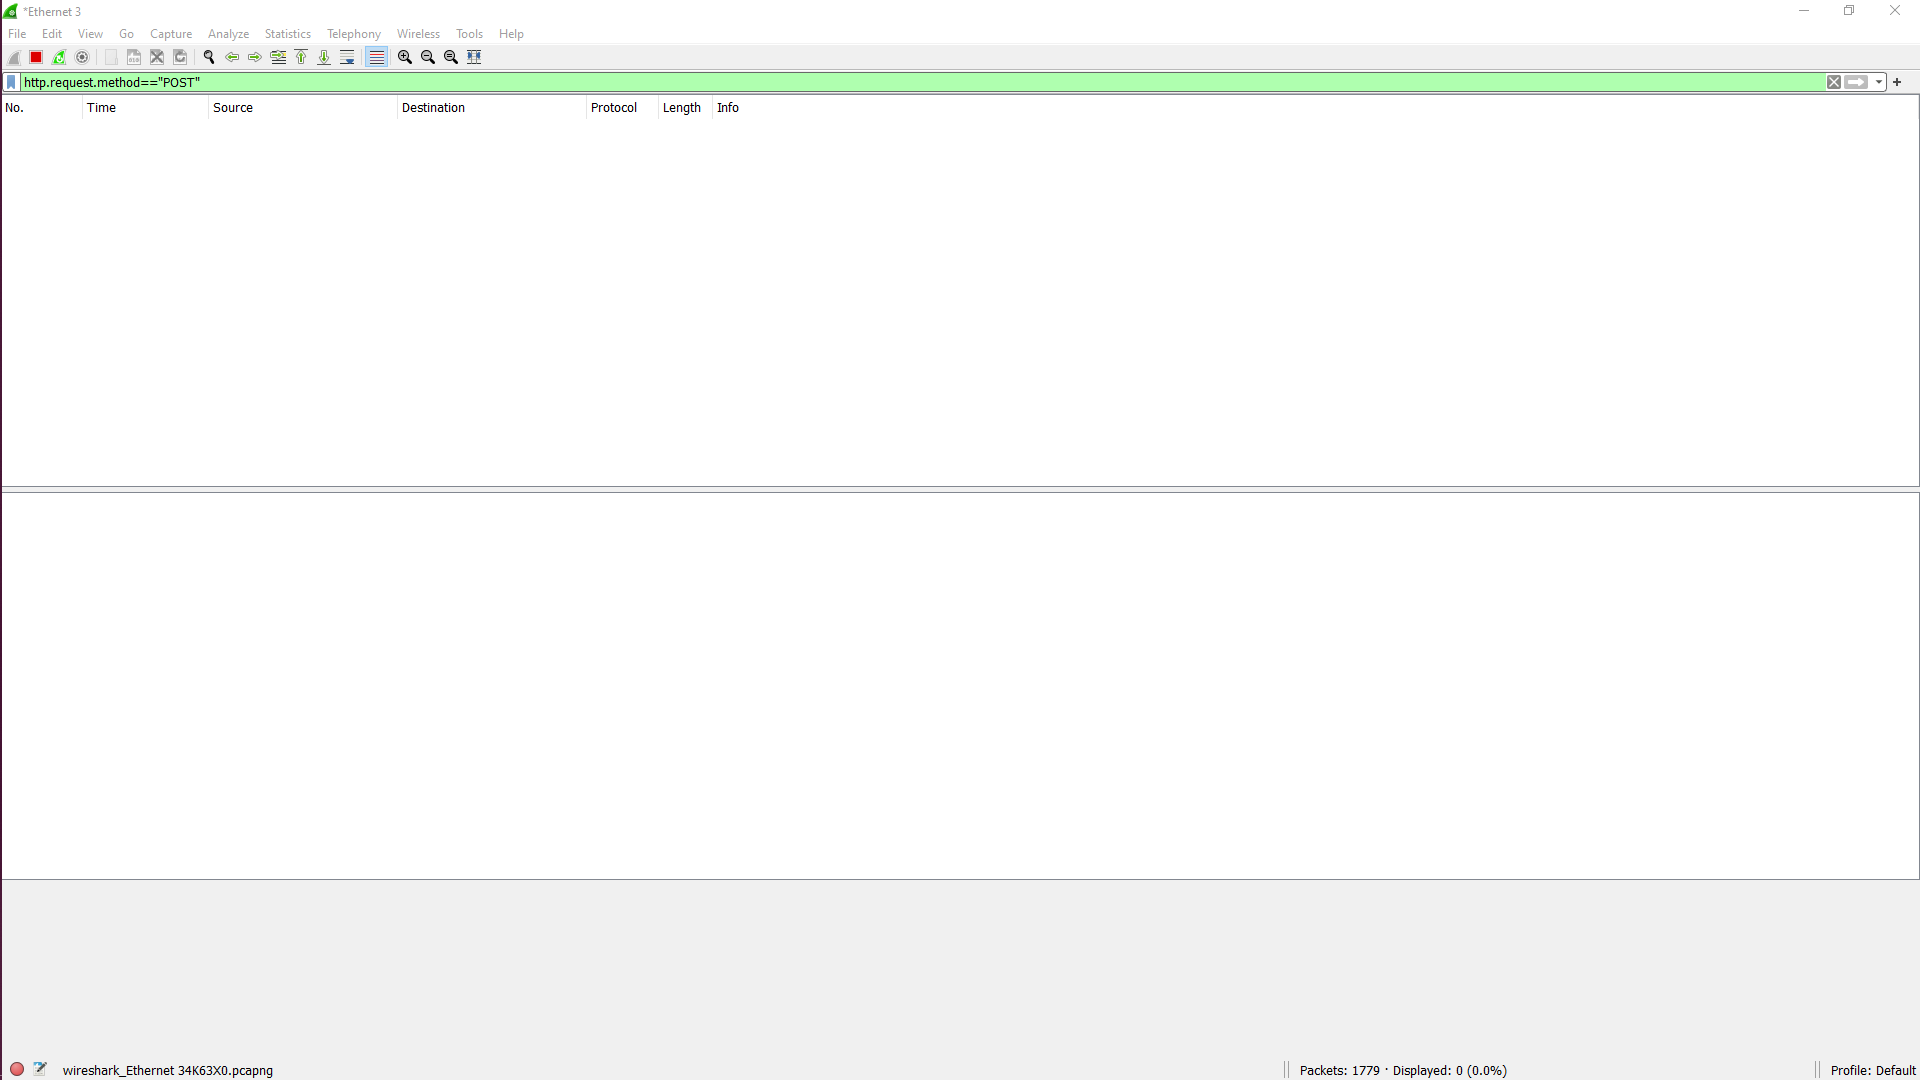 *Ethernet 3
File Edit View Go Capture Analyze Statistics Telephony Wireless Tools Help
http.request.method=="POST"
No. Time Source Destination Protocol Length Info
wireshark_Ethernet 34K63X0.pcapng Packets: 1779 · Displayed: 0 (0.0%) Profile: Default